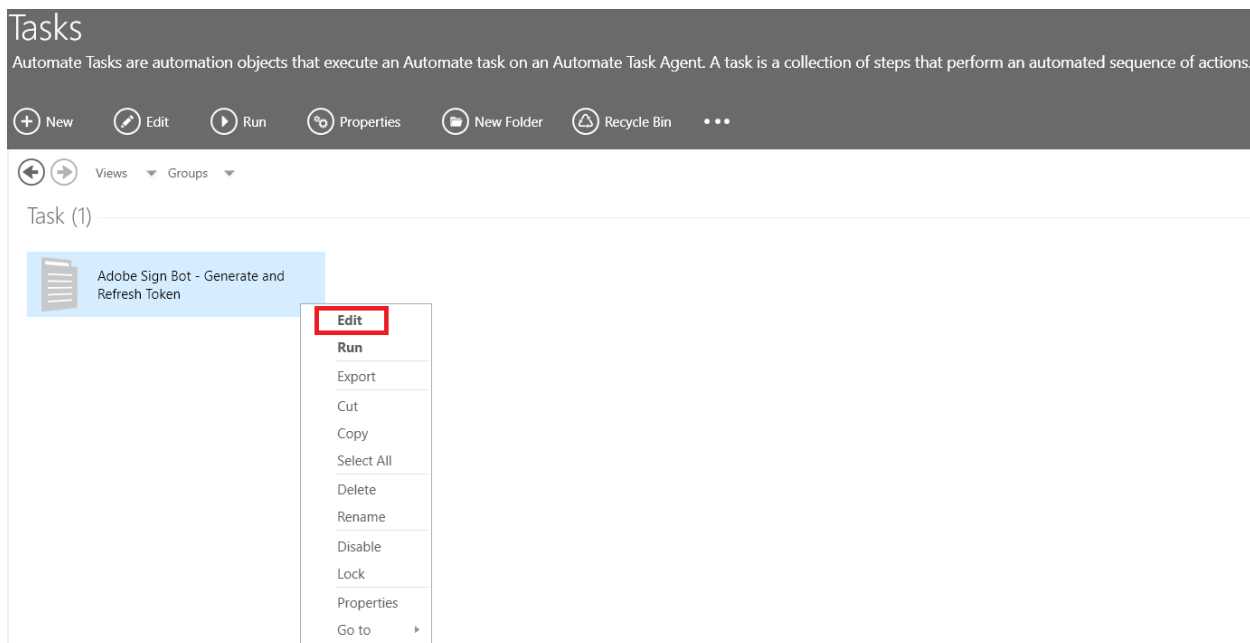 Tasks
Automate Tasks are automation objects that execute an Automate task on an Automate Task Agent. A task is a collection of steps that perform an automated sequence of actions.
New Edit Run Properties New Folder Recycle Bin •••
Views Groups
Task (1)
Adobe Sign Bot - Generate and
Refresh Token
Edit
Run
Export
Cut
Copy
Select All
Delete
Rename
Disable
Lock
Properties
Go to